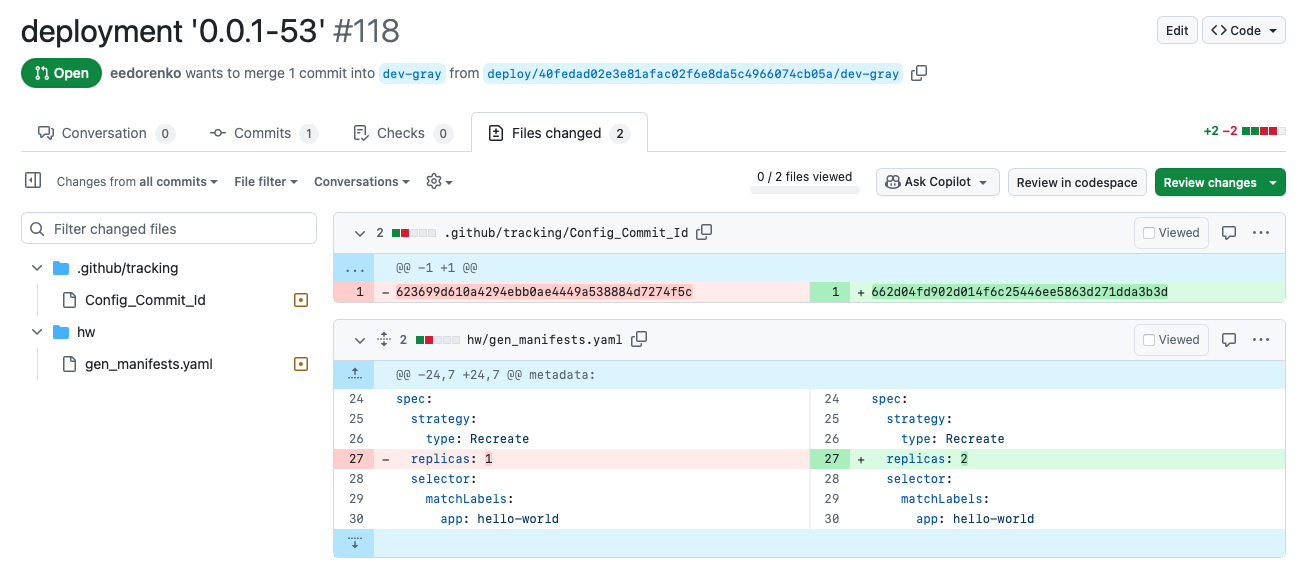 deployment '0.0.1-53' #118
Edit
<> Code
Open
eedorenko wants to merge 1 commit into dev-gray from deploy/40fedad02e3e81afac02f6e8da5c4966074cb05a/dev-gray
Conversation 0
Commits 1
Checks 0
Files changed 2
+2 −2
Changes from all commits
File filter
Conversations
0 / 2 files viewed
Ask Copilot
Review in codespace
Review changes
Filter changed files
.github/tracking
Config_Commit_Id
hw
gen_manifests.yaml
2 .github/tracking/Config_Commit_Id
Viewed
...
@@ -1 +1 @@
1 - 623699d610a4294ebb0ae4449a538884d7274f5c
1 + 662d04fd902d014f6c25446ee5863d271dda3b3d
2 hw/gen_manifests.yaml
Viewed
@@ -24,7 +24,7 @@ metadata:
24 spec:
25 strategy:
26 type: Recreate
27 - replicas: 1
28 selector:
29 matchLabels:
30 app: hello-world
24 spec:
25 strategy:
26 type: Recreate
27 + replicas: 2
28 selector:
29 matchLabels:
30 app: hello-world